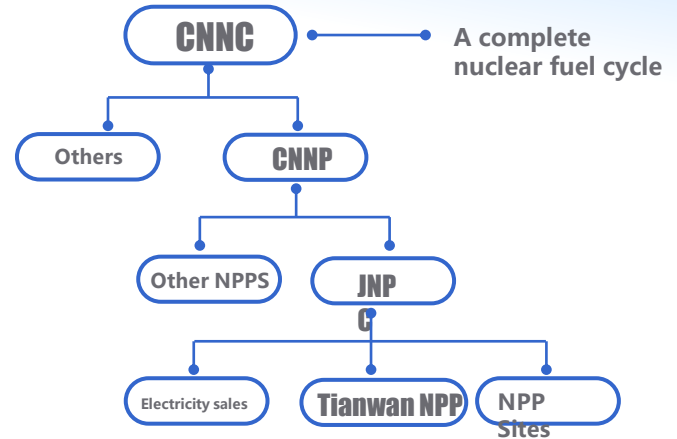 CNNC
A complete
nuclear fuel cycle
Others
CNNP
Other NPPS
JNP
C
Electricity sales
Tianwan NPP
NPP
Sites